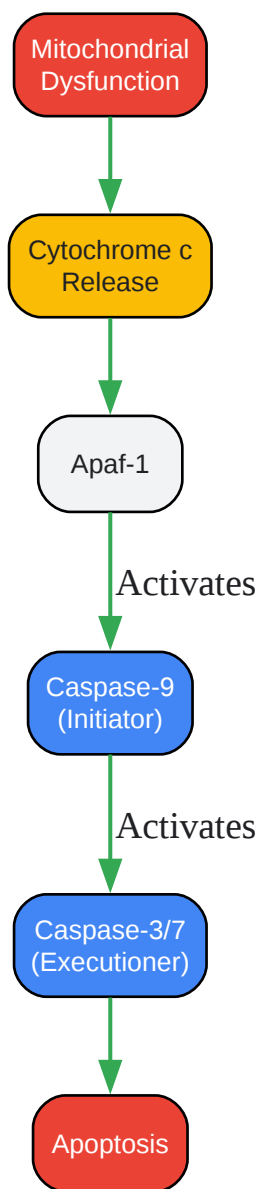 Mitochondrial
Dysfunction
Cytochrome c
Release
Apaf-1
Activates
Caspase-9
(Initiator)
Activates
Caspase-3/7
(Executioner)
Apoptosis